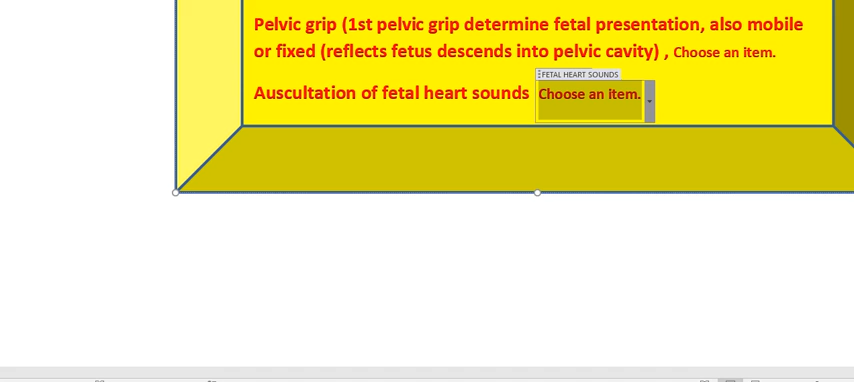 Pelvic grip (1st pelvic grip determine fetal presentation, also mobile
or fixed (reflects fetus descends into pelvic cavity) , Choose an item.
FETAL HEART SOUNDS
Auscultation of fetal heart sounds Choose an item.